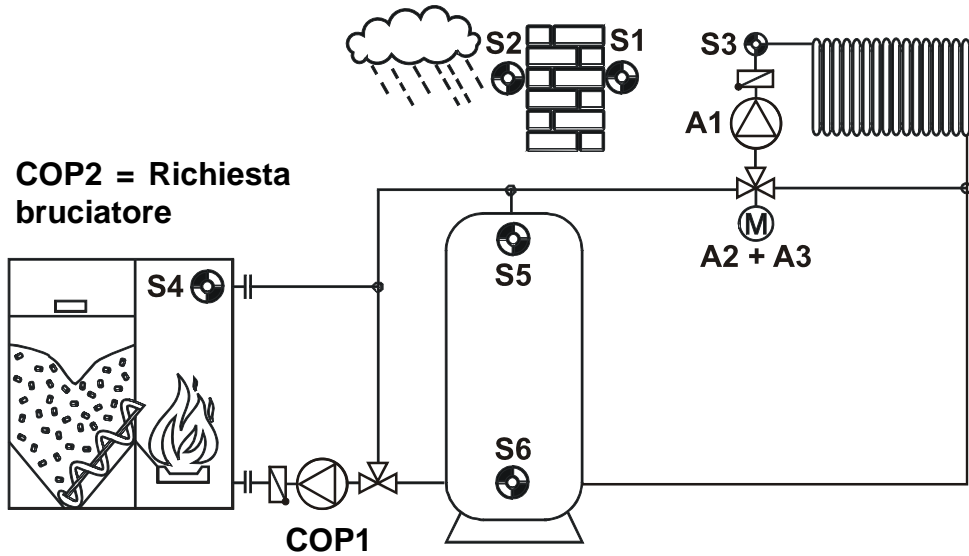 S2 S1
S3
A1
COP2 = Richiesta
bruciatore
M
A2 + A3
S4
S5
S6
COP1